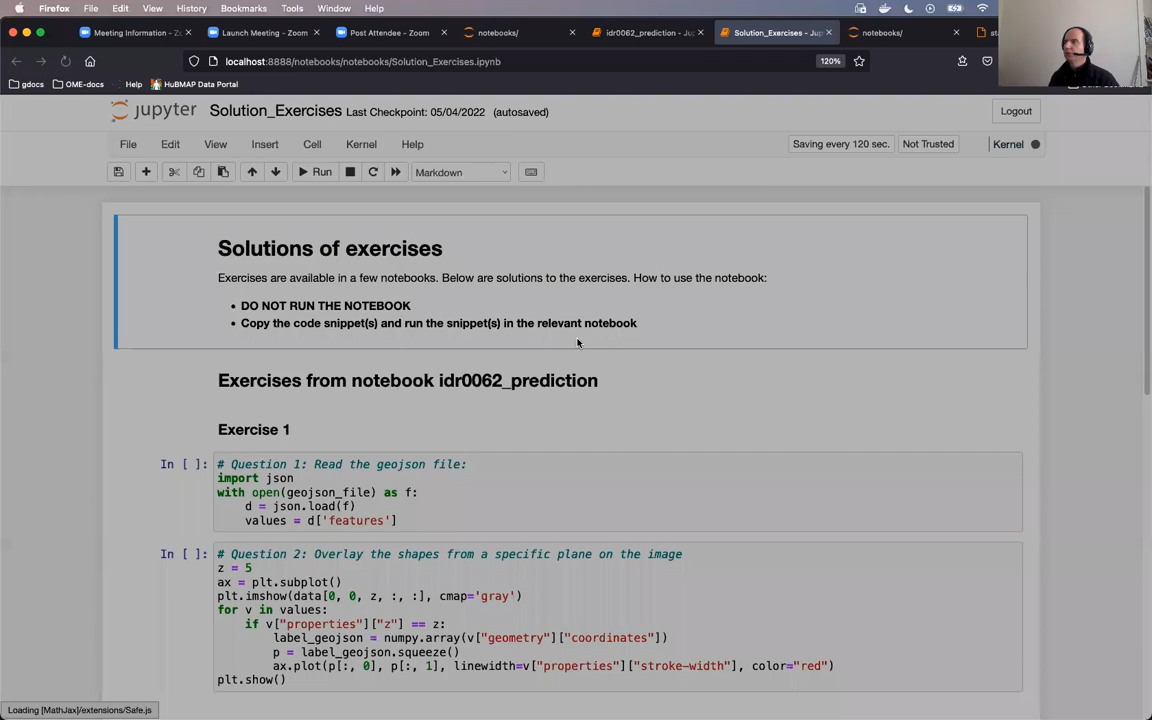 Firefox File Edit View History Bookmarks Tools Window Help
Meeting Information - Zo × Launch Meeting - Zoom × Post Attendee - Zoom × notebooks/ × idr0062_prediction - Jup × Solution_Exercises - Jup × notebooks/ ×
localhost:8888/notebooks/notebooks/Solution_Exercises.ipynb 120%
gdocs OME-docs Help HuBMAP Data Portal
jupyter Solution_Exercises Last Checkpoint: 05/04/2022 (autosaved) Logout
File Edit View Insert Cell Kernel Help Saving every 120 sec. Not Trusted Kernel
Run Markdown
Solutions of exercises
Exercises are available in a few notebooks. Below are solutions to the exercises. How to use the notebook:
• DO NOT RUN THE NOTEBOOK
• Copy the code snippet(s) and run the snippet(s) in the relevant notebook
Exercises from notebook idr0062_prediction
Exercise 1
In [ ]: # Question 1: Read the geojson file:
import json
with open(geojson_file) as f:
    d = json.load(f)
    values = d['features']
In [ ]: # Question 2: Overlay the shapes from a specific plane on the image
z = 5
ax = plt.subplot()
plt.imshow(data[0, 0, z, :, :], cmap='gray')
for v in values:
    if v["properties"]["z"] == z:
        label_geojson = numpy.array(v["geometry"]["coordinates"])
        p = label_geojson.squeeze()
        ax.plot(p[:, 0], p[:, 1], linewidth=v["properties"]["stroke-width"], color="red")
plt.show()
Loading [MathJax]/extensions/Safe.js